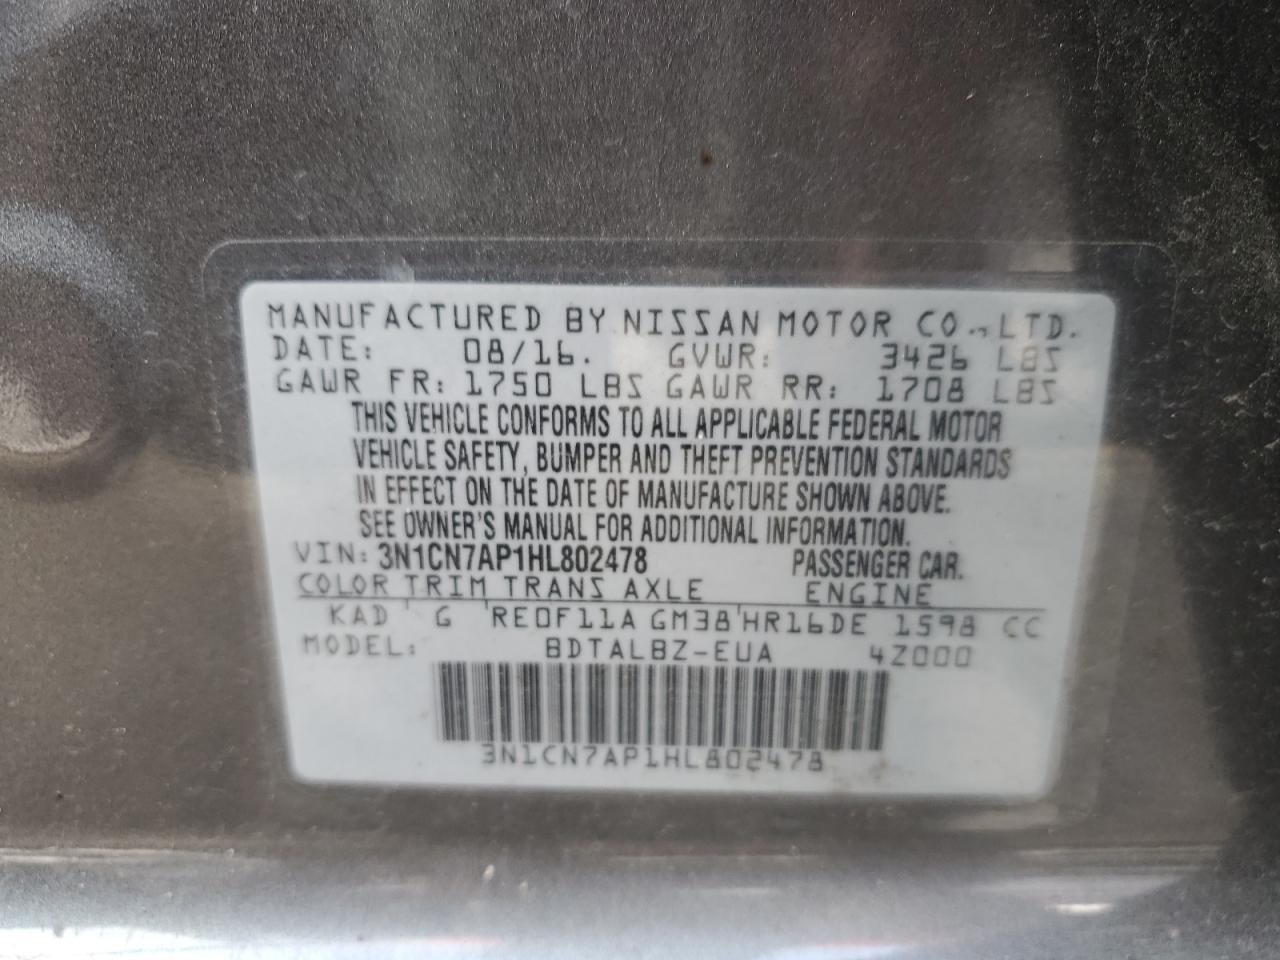 MANUFACTURED BY NISSAN MOTOR CO., LTD.
DATE: 08/16. GVWR: 3426 LBS
GAWR FR: 1750 LBS GAWR RR: 1708 LBS
THIS VEHICLE CONFORMS TO ALL APPLICABLE FEDERAL MOTOR
VEHICLE SAFETY, BUMPER AND THEFT PREVENTION STANDARDS
IN EFFECT ON THE DATE OF MANUFACTURE SHOWN ABOVE.
SEE OWNER'S MANUAL FOR ADDITIONAL INFORMATION.
VIN: 3N1CN7AP1HL802478 PASSENGER CAR.
COLOR TRIM TRANS AXLE ENGINE
KAD ' G ' RE0F11A GM38 ' HR16DE 1598 CC
MODEL: BDTALBZ-EUA 4Z000
3N1CN7AP1HL802478